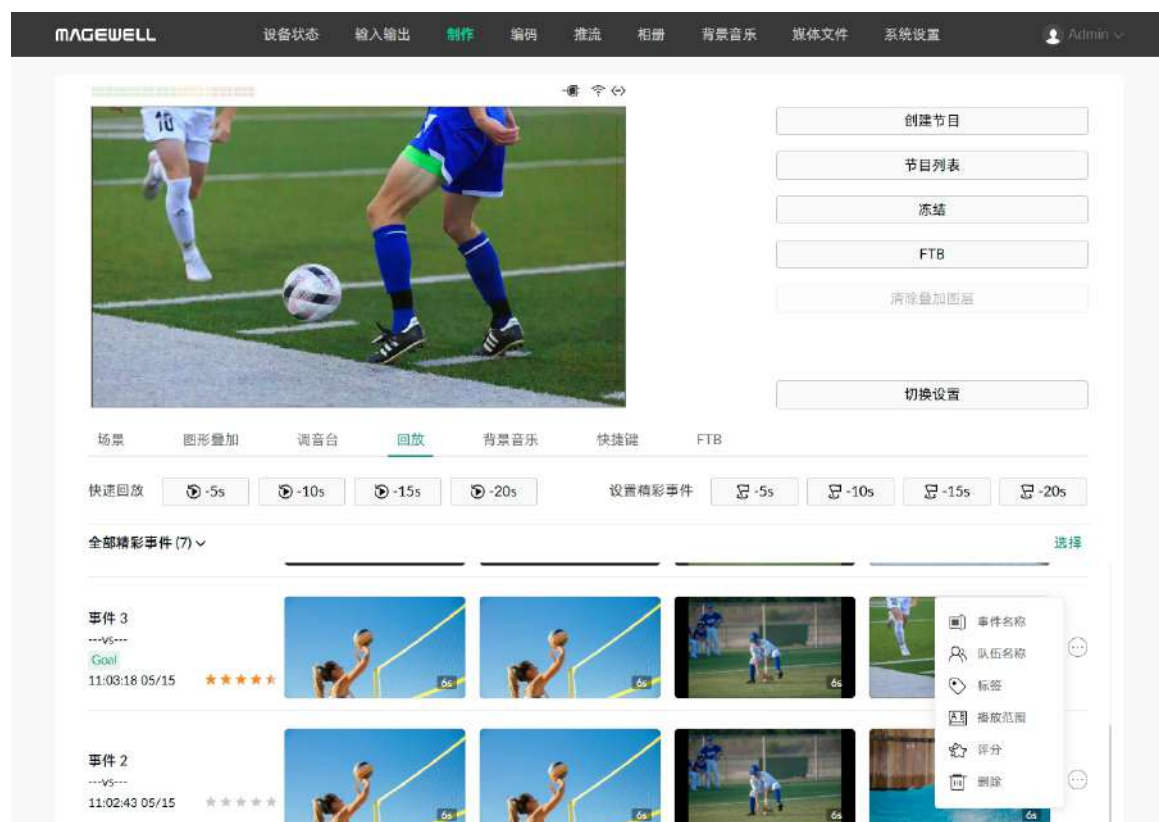 MAGEWELL 设备状态 输入输出 制作 编码 推流 相册 背景音乐 媒体文件 系统设置 Admin
10
创建节目
节目列表
冻结
FTB
清除叠加图层
切换设置
场景 图形叠加 调音台 回放 背景音乐 快捷键 FTB
快速回放 -5s -10s -15s -20s 设置精彩事件 -5s -10s -15s -20s
全部精彩事件 (7) 选择
事件 3
---vs---
Goal
11:03:18 05/15
6s 6s 6s
事件名称
队伍名称
标签
播放范围
评分
删除
事件 2
---vs---
11:02:43 05/15
6s 6s 6s 6s